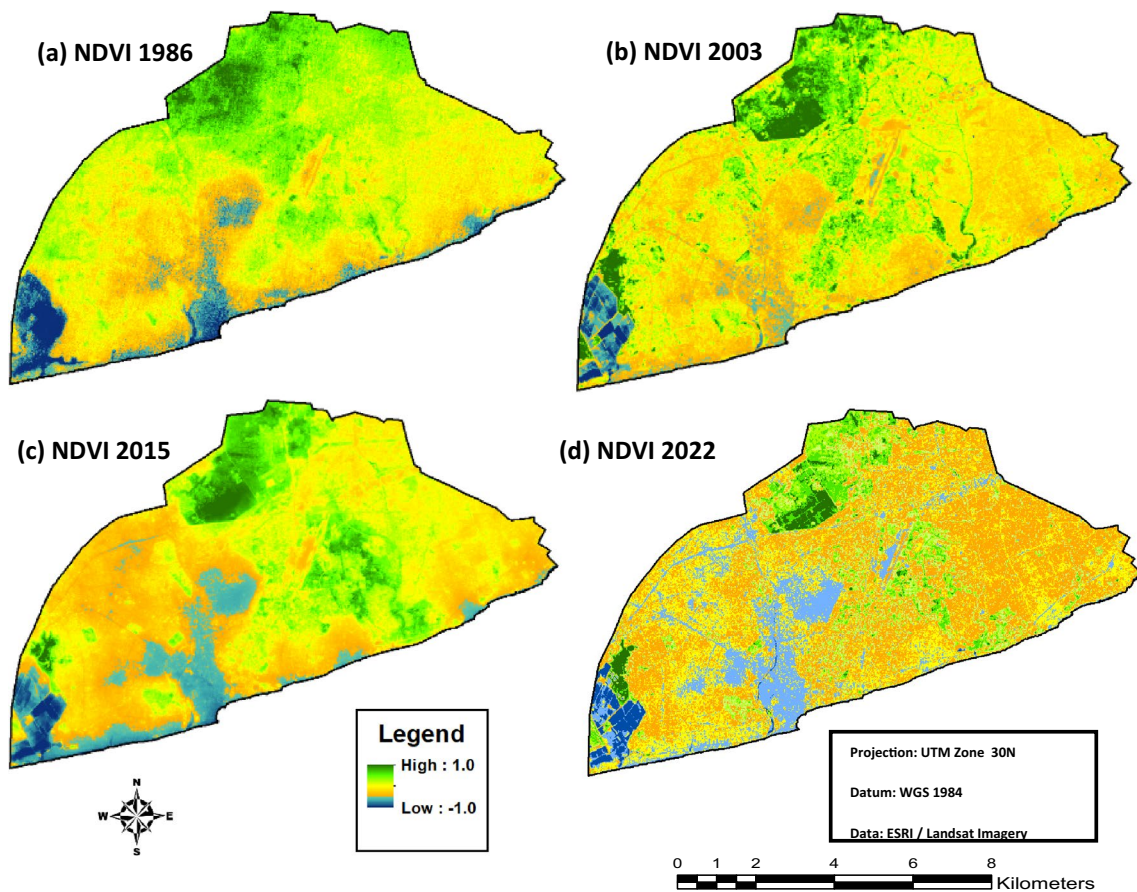 (a) NDVI 1986
(b) NDVI 2003
(c) NDVI 2015
(d) NDVI 2022
Legend
High : 1.0
Low : -1.0
N
W E
S
Projection: UTM Zone 30N
Datum: WGS 1984
Data: ESRI / Landsat Imagery
0 1 2 4 6 8
Kilometers